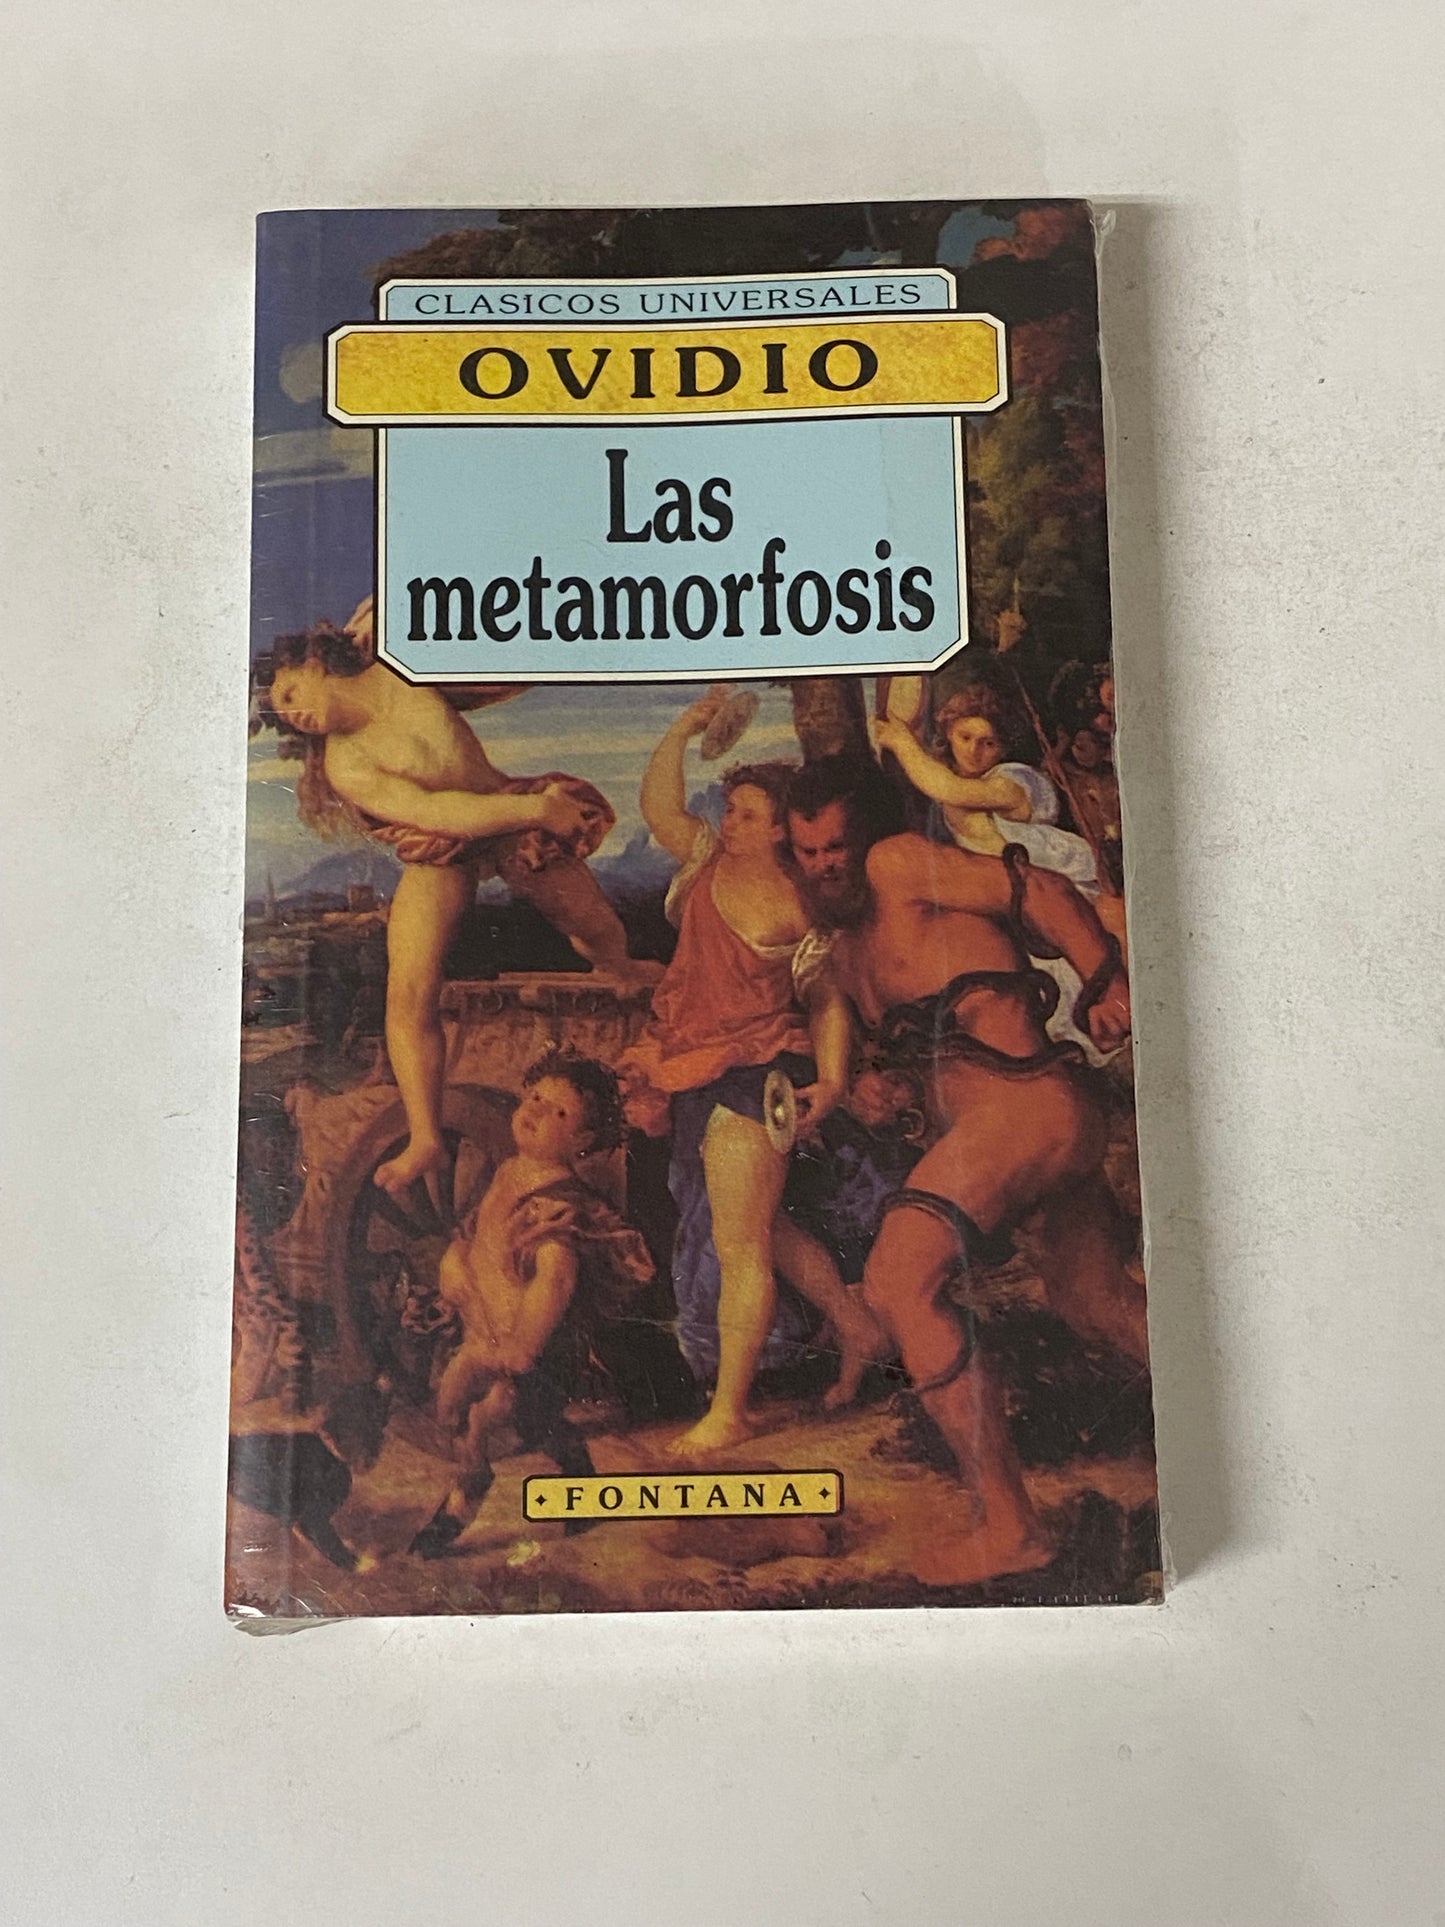 CLASICOS UNIVERSALES
OVIDIO
Las
metamorfosis
FONTANA